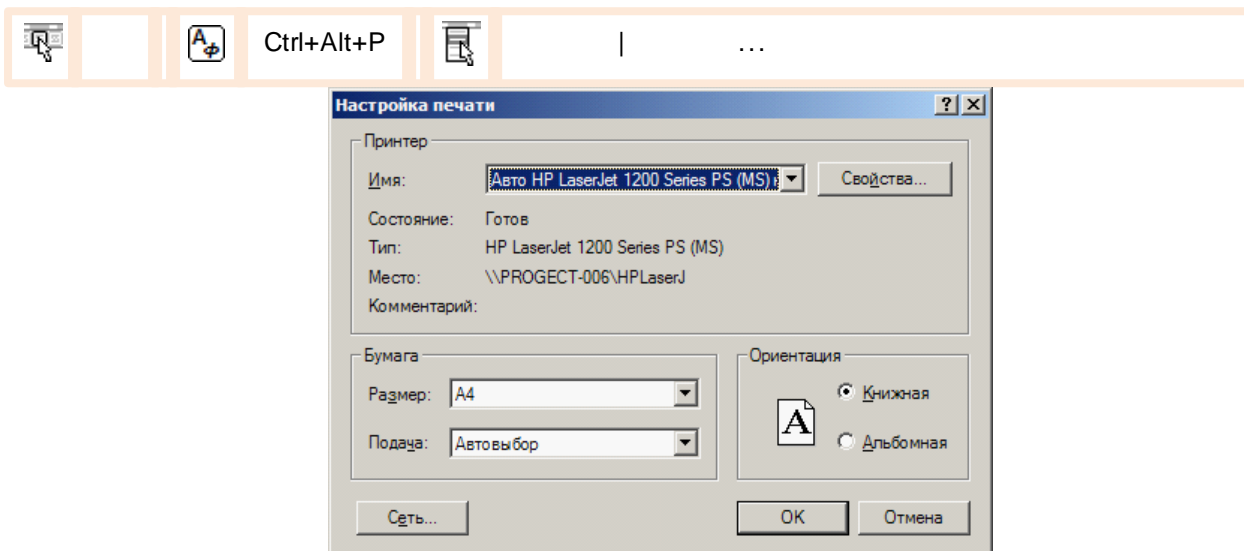 Аф Ctrl+Alt+P | ...
Настройка печати
Принтер
Имя: Авто HP LaserJet 1200 Series PS (MS) Свойства...
Состояние: Готов
Тип: HP LaserJet 1200 Series PS (MS)
Место: \\PROGECT-006\HPLaserJ
Комментарий:
Бумага
Размер: A4
Подача: Автовыбор
Ориентация
A
Книжная
Альбомная
Сеть... OK Отмена